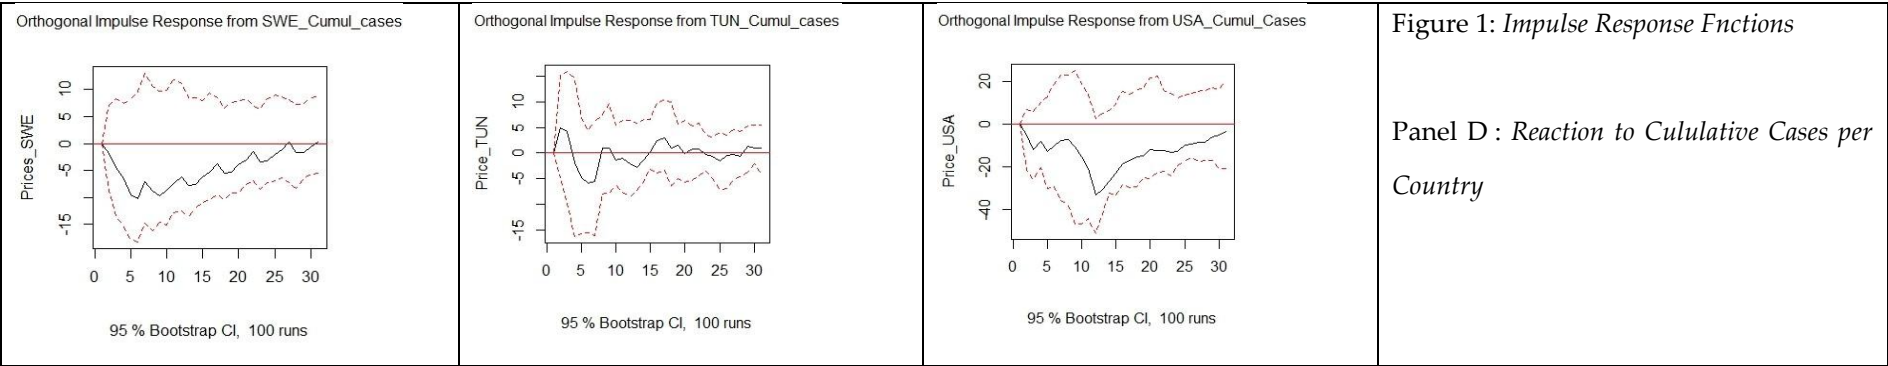 Orthogonal Impulse Response from SWE_Cumul_cases
Prices_SWE
10
5
0
-5
-15
0 5 10 15 20 25 30
95 % Bootstrap CI, 100 runs
Orthogonal Impulse Response from TUN_Cumul_cases
Price_TUN
10
5
0
-5
-15
0 5 10 15 20 25 30
95 % Bootstrap CI, 100 runs
Orthogonal Impulse Response from USA_Cumul_Cases
Price_USA
20
0
-20
-40
0 5 10 15 20 25 30
95 % Bootstrap CI, 100 runs
Figure 1: Impulse Response Fnctions
Panel D : Reaction to Cululative Cases per
Country